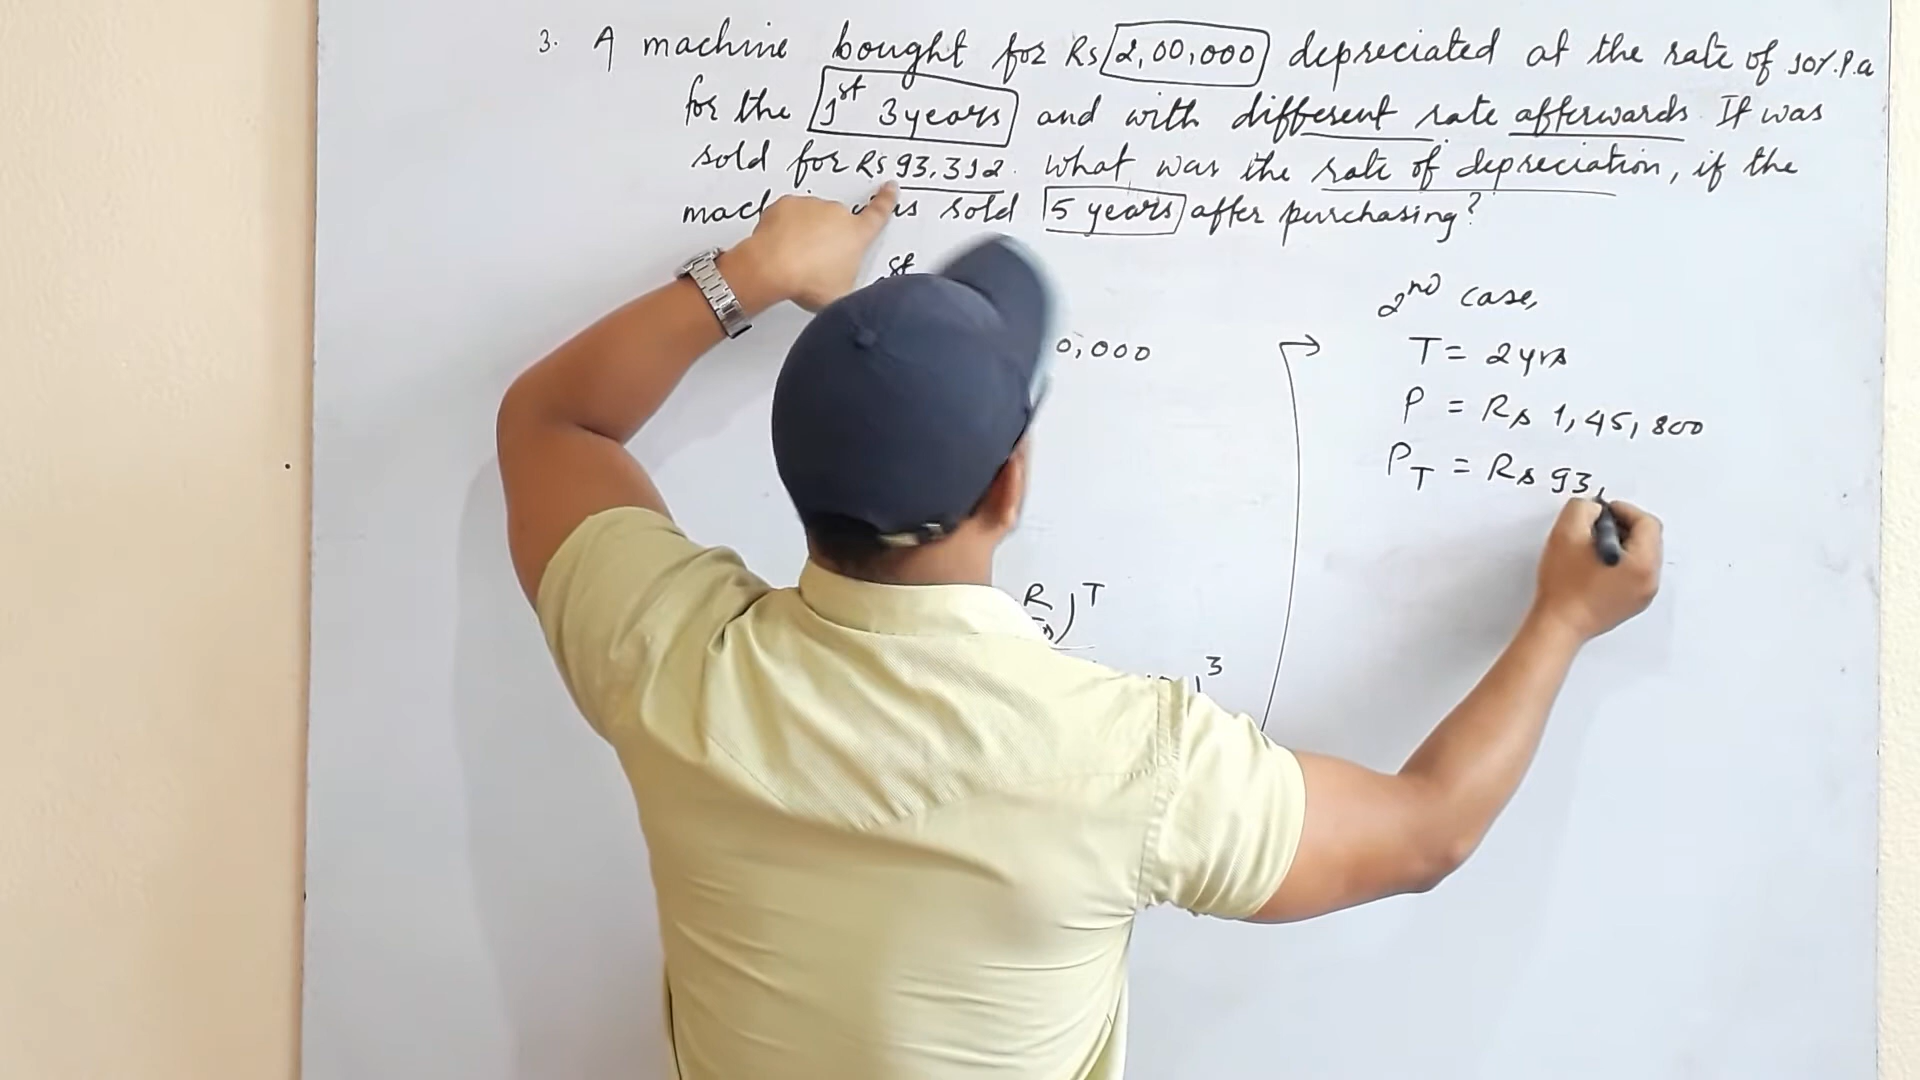 3. A machine bought for Rs 2,00,000 depreciated at the rate of 10% P.a
for the 1st 3 years and with different rate afterwards It was
sold for Rs 93,312. What was the rate of depreciation, if the
sold 5 years after purchasing?
st
2nd case,
0,000
T = 2 yrs
P = Rs 1,45,800
PT = Rs 93,
R ) T
3